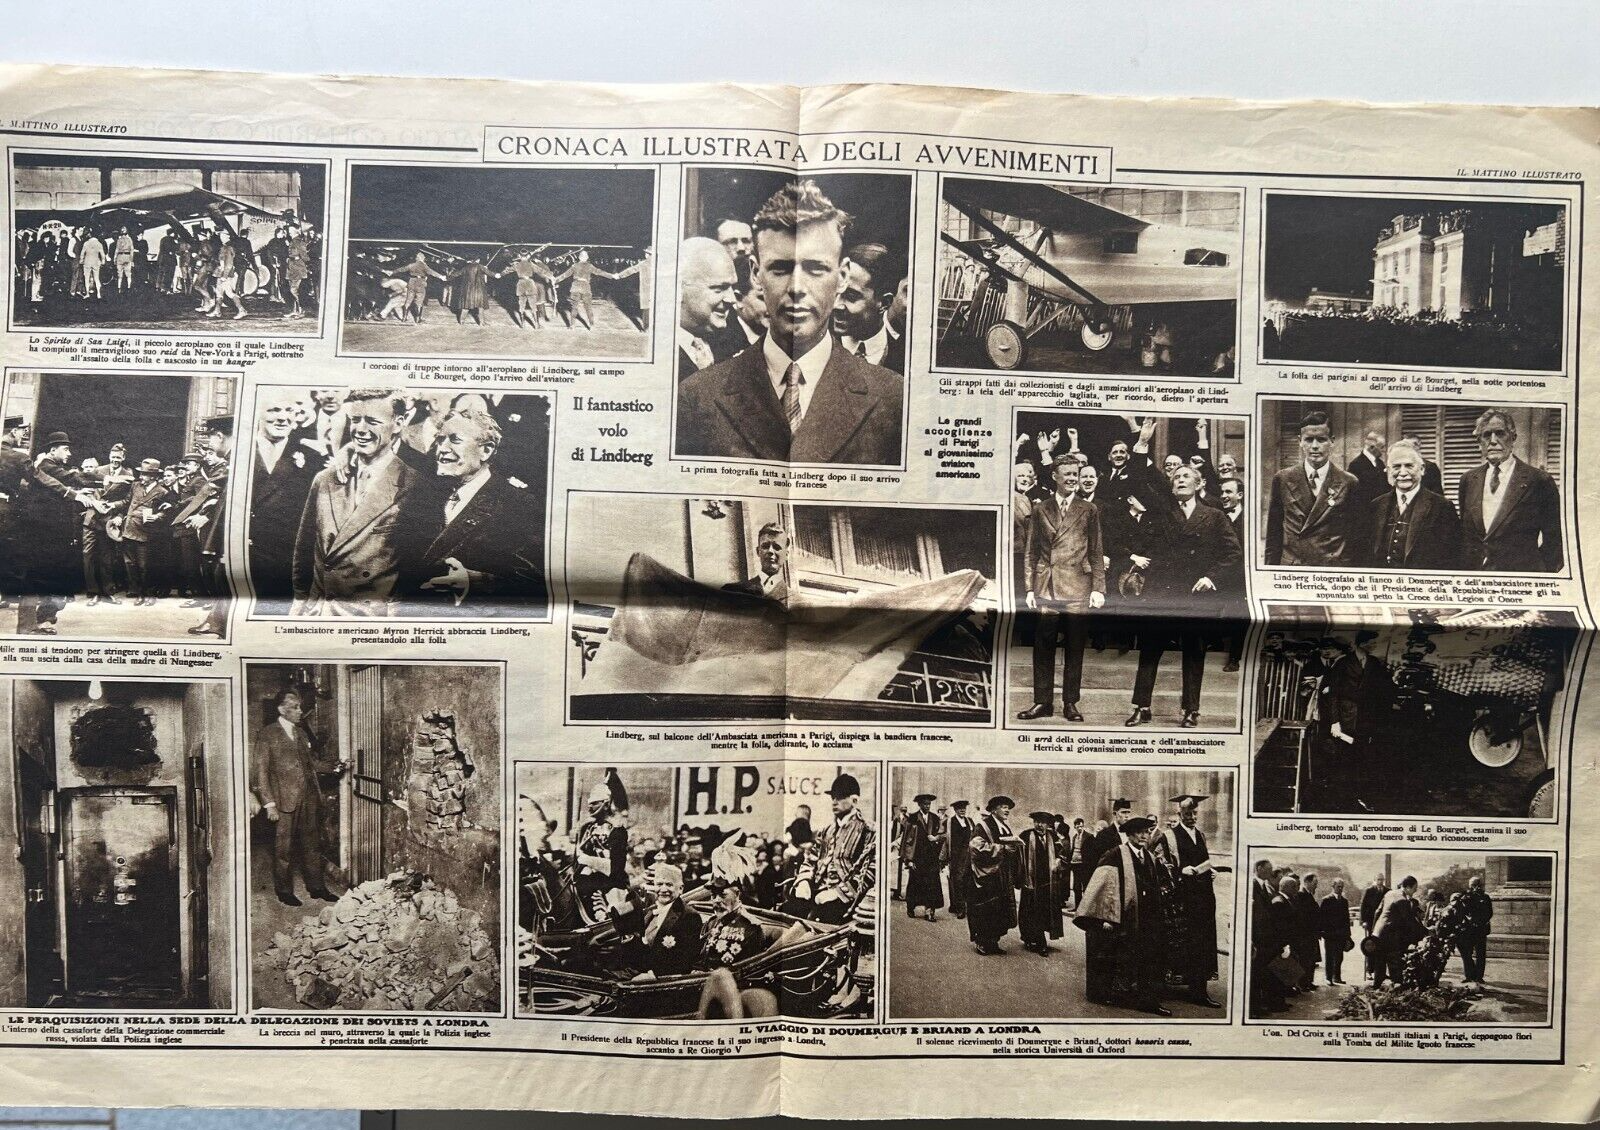 IL MATTINO ILLUSTRATO
CRONACA ILLUSTRATA DEGLI AVVENIMENTI
IL MATTINO ILLUSTRATO
N-X-211
Spirit
Lo Spirito di San Luigi, il piccolo aeroplano con il quale Lindberg
ha compiuto il meraviglioso suo raid da New-York a Parigi, sottratto
all'assalto della folla e nascosto in un hangar
I cordoni di truppe intorno all'aeroplano di Lindberg, sul campo
di Le Bourget, dopo l'arrivo dell'aviatore
La prima fotografia fatta a Lindberg dopo il suo arrivo
sul suolo francese
Gli strappi fatti dai collezionisti e dagli ammiratori all'aeroplano di Lind-
berg: la tela dell'apparecchio tagliata, per ricordo, dietro l'apertura
della cabina
La folla dei parigini al campo di Le Bourget, nella notte portentosa
dell'arrivo di Lindberg
Il fantastico
volo
di Lindberg
Le grandi
accoglienze
di Parigi
al giovanissimo
aviatore
americano
Mille mani si tendono per stringere quella di Lindberg,
alla sua uscita dalla casa della madre di Nungesser
L'ambasciatore americano Myron Herrick abbraccia Lindberg,
presentandolo alla folla
Lindberg, sul balcone dell'Ambasciata americana a Parigi, dispiega la bandiera francese,
mentre la folla, delirante, lo acclama
Gli urrà della colonia americana e dell'ambasciatore
Herrick al giovanissimo eroico compatriotta
Lindberg fotografato al fianco di Doumergue e dell'ambasciatore ameri-
cano Herrick, dopo che il Presidente della Repubblica francese gli ha
appuntato sul petto la Croce della Legion d'Onore
Lindberg, tornato all'aerodromo di Le Bourget, esamina il suo
monoplano, con tenero sguardo riconoscente
H.P. SAUCE
LE PERQUISIZIONI NELLA SEDE DELLA DELEGAZIONE DEI SOVIETS A LONDRA
L'interno della cassaforte della Delegazione commerciale
russa, violata dalla Polizia inglese
La breccia nel muro, attraverso la quale la Polizia inglese
è penetrata nella cassaforte
IL VIAGGIO DI DOUMERGUE E BRIAND A LONDRA
Il Presidente della Repubblica francese fa il suo ingresso a Londra,
accanto a Re Giorgio V
Il solenne ricevimento di Doumergue e Briand, dottori honoris causa,
nella storica Università di Oxford
L'on. Del Croix e i grandi mutilati italiani a Parigi, depongono fiori
sulla Tomba del Milite Ignoto francese